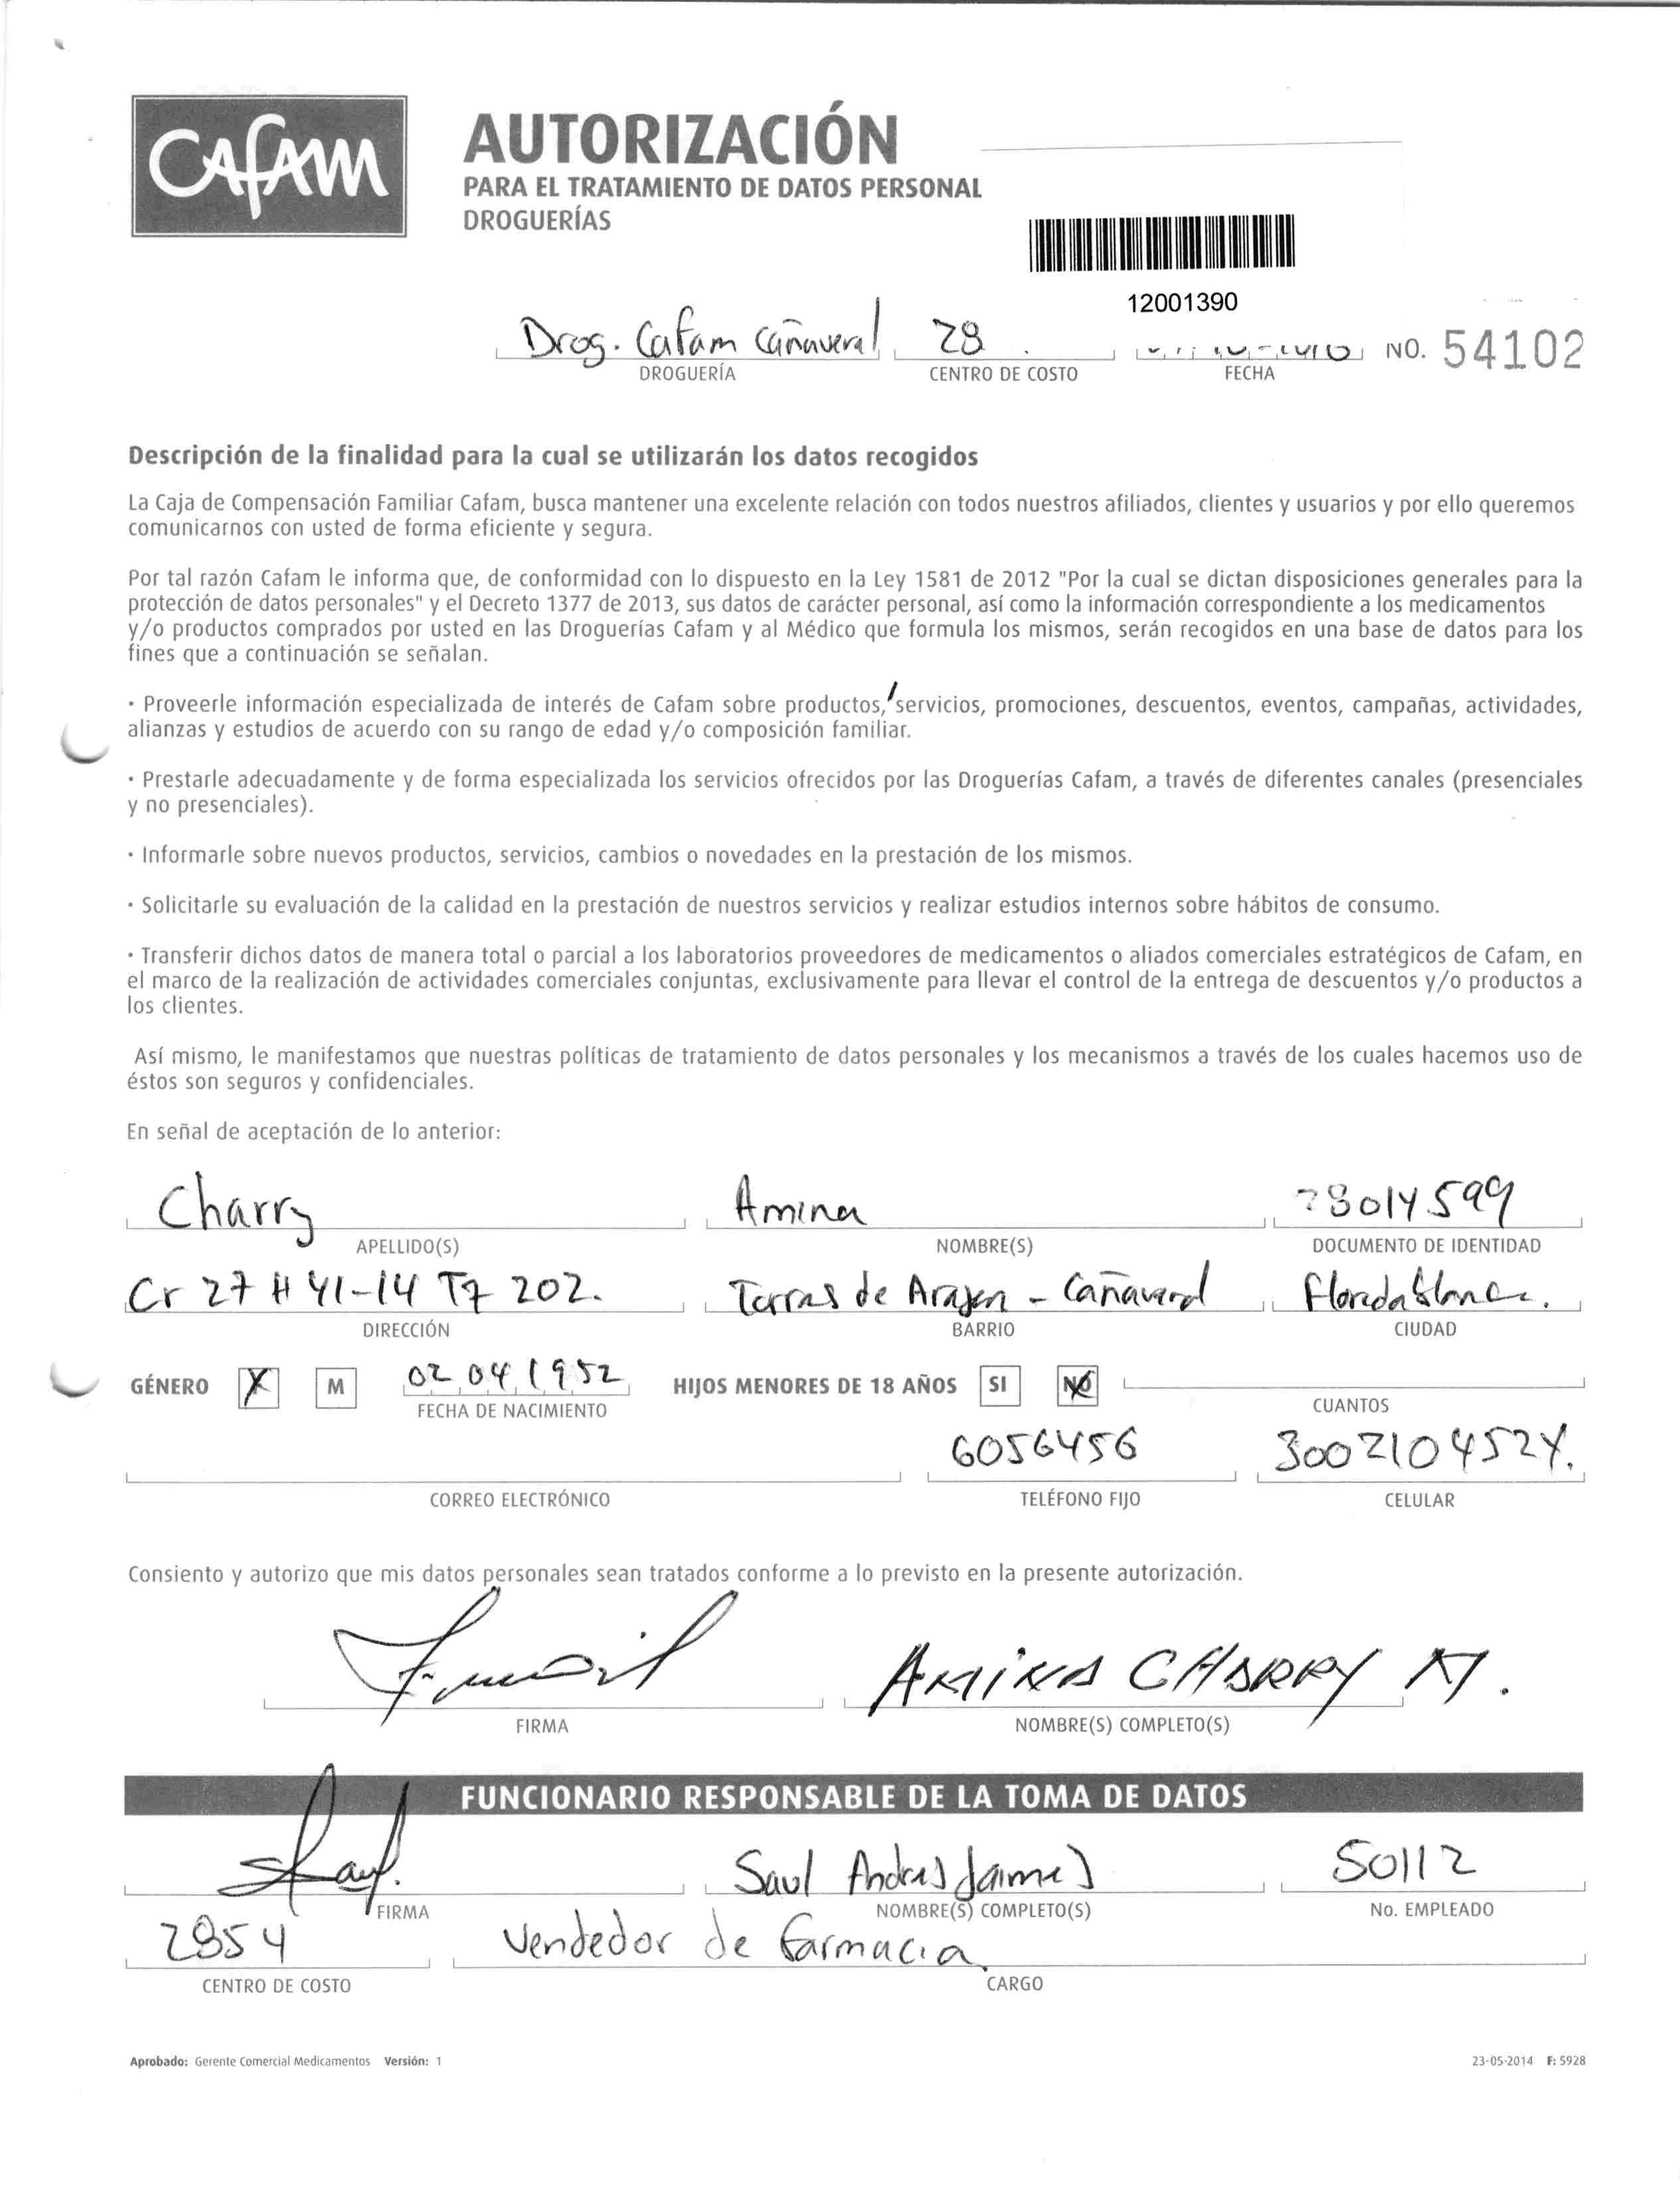 Cafam
AUTORIZACIÓN
PARA EL TRATAMIENTO DE DATOS PERSONAL
DROGUERÍAS
12001390
Drog. Cafam Cañaveral 28
DROGUERÍA CENTRO DE COSTO FECHA NO. 54102
Descripción de la finalidad para la cual se utilizarán los datos recogidos
La Caja de Compensación Familiar Cafam, busca mantener una excelente relación con todos nuestros afiliados, clientes y usuarios y por ello queremos
comunicarnos con usted de forma eficiente y segura.
Por tal razón Cafam le informa que, de conformidad con lo dispuesto en la Ley 1581 de 2012 "Por la cual se dictan disposiciones generales para la
protección de datos personales" y el Decreto 1377 de 2013, sus datos de carácter personal, así como la información correspondiente a los medicamentos
y/o productos comprados por usted en las Droguerías Cafam y al Médico que formula los mismos, serán recogidos en una base de datos para los
fines que a continuación se señalan.
· Proveerle información especializada de interés de Cafam sobre productos, servicios, promociones, descuentos, eventos, campañas, actividades,
alianzas y estudios de acuerdo con su rango de edad y/o composición familiar.
· Prestarle adecuadamente y de forma especializada los servicios ofrecidos por las Droguerías Cafam, a través de diferentes canales (presenciales
y no presenciales).
· Informarle sobre nuevos productos, servicios, cambios o novedades en la prestación de los mismos.
· Solicitarle su evaluación de la calidad en la prestación de nuestros servicios y realizar estudios internos sobre hábitos de consumo.
· Transferir dichos datos de manera total o parcial a los laboratorios proveedores de medicamentos o aliados comerciales estratégicos de Cafam, en
el marco de la realización de actividades comerciales conjuntas, exclusivamente para llevar el control de la entrega de descuentos y/o productos a
los clientes.
Así mismo, le manifestamos que nuestras políticas de tratamiento de datos personales y los mecanismos a través de los cuales hacemos uso de
éstos son seguros y confidenciales.
En señal de aceptación de lo anterior:
Charry Amina
APELLIDO(S) NOMBRE(S) DOCUMENTO DE IDENTIDAD
Cr 27 # 41-14 T7 202. Torras de Aragon - Cañaveral Floridablanca.
DIRECCIÓN BARRIO CIUDAD
GÉNERO X M 02 04 1952 HIJOS MENORES DE 18 AÑOS SI NO
FECHA DE NACIMIENTO CUANTOS
6056456 3002104524.
CORREO ELECTRÓNICO TELÉFONO FIJO CELULAR
Consiento y autorizo que mis datos personales sean tratados conforme a lo previsto en la presente autorización.
AMINA CHARRY M.
FIRMA NOMBRE(S) COMPLETO(S)
FUNCIONARIO RESPONSABLE DE LA TOMA DE DATOS
Saul Andres Jaimes 50112
FIRMA NOMBRE(S) COMPLETO(S) No. EMPLEADO
2854 Vendedor de farmacia
CENTRO DE COSTO CARGO
Aprobado: Gerente Comercial Medicamentos Versión: 1 23-05-2014 F: 5928